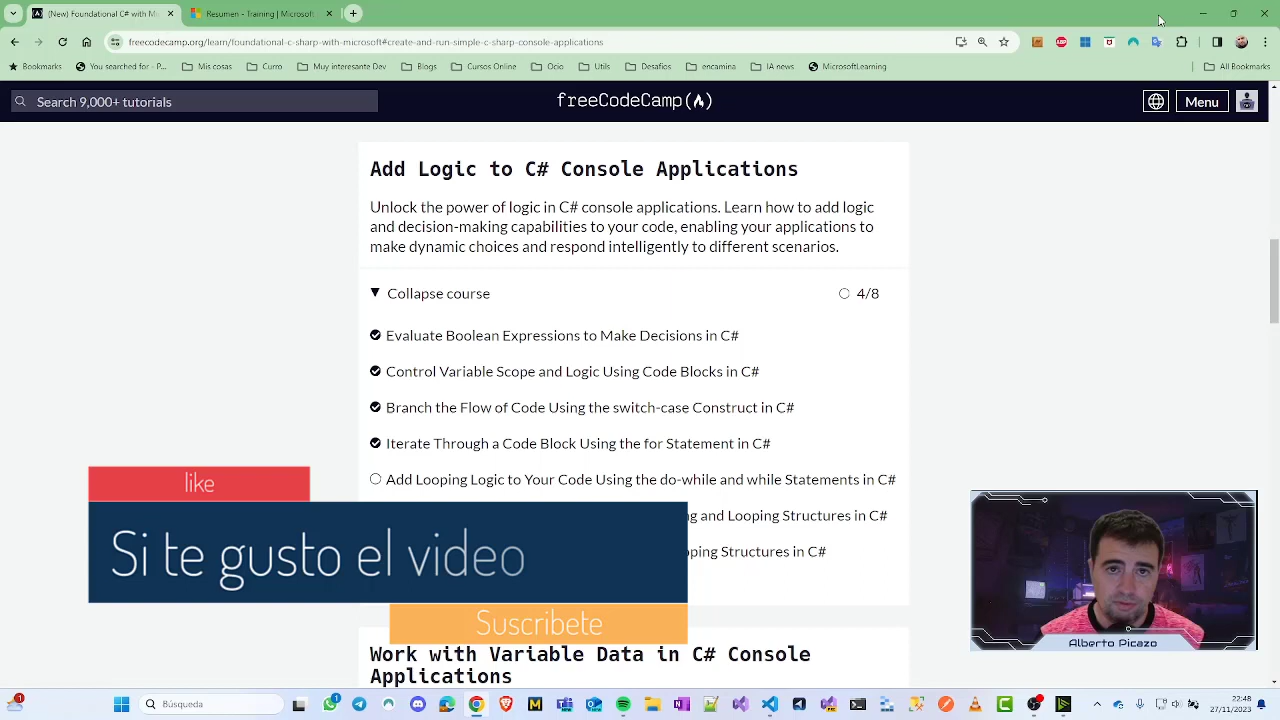 (New) Foundational C# with Mi
Resumen - Training | Microsoft
freecodecamp.org/learn/foundational-c-sharp-with-microsoft#create-and-run-simple-c-sharp-console-applications
Bookmarks
You searched for - P...
Mis cosas
Curro
Muy interesante Dev
Blogs
Cursos Online
Ocio
Utils
Desafios
encamina
IA news
MicrosoftLearning
All Bookmarks
Search 9,000+ tutorials
freeCodeCamp
Menu
Add Logic to C# Console Applications
Unlock the power of logic in C# console applications. Learn how to add logic
and decision-making capabilities to your code, enabling your applications to
make dynamic choices and respond intelligently to different scenarios.
Collapse course
4/8
Evaluate Boolean Expressions to Make Decisions in C#
Control Variable Scope and Logic Using Code Blocks in C#
Branch the Flow of Code Using the switch-case Construct in C#
Iterate Through a Code Block Using the for Statement in C#
Add Looping Logic to Your Code Using the do-while and while Statements in C#
like
g and Looping Structures in C#
Si te gusto el video
ping Structures in C#
Suscribete
Alberto Picazo
Work with Variable Data in C# Console
Applications
Búsqueda
22:48
27/11/2023